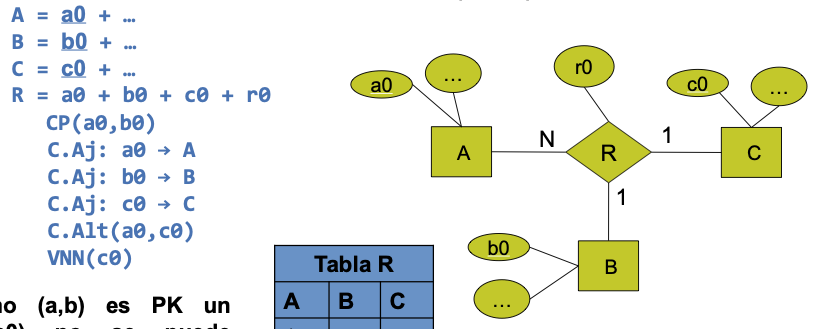 A = a0 + …
B = b0 + …
C = c0 + …
R = a0 + b0 + c0 + r0
CP(a0,b0)
C.Aj: a0 → A
C.Aj: b0 → B
C.Aj: c0 → C
C.Alt(a0,c0)
VNN(c0)
(a,b) es PK un
a0
...
r0
c0
...
A
N
R
1
C
1
b0
...
B
Tabla R
A B C